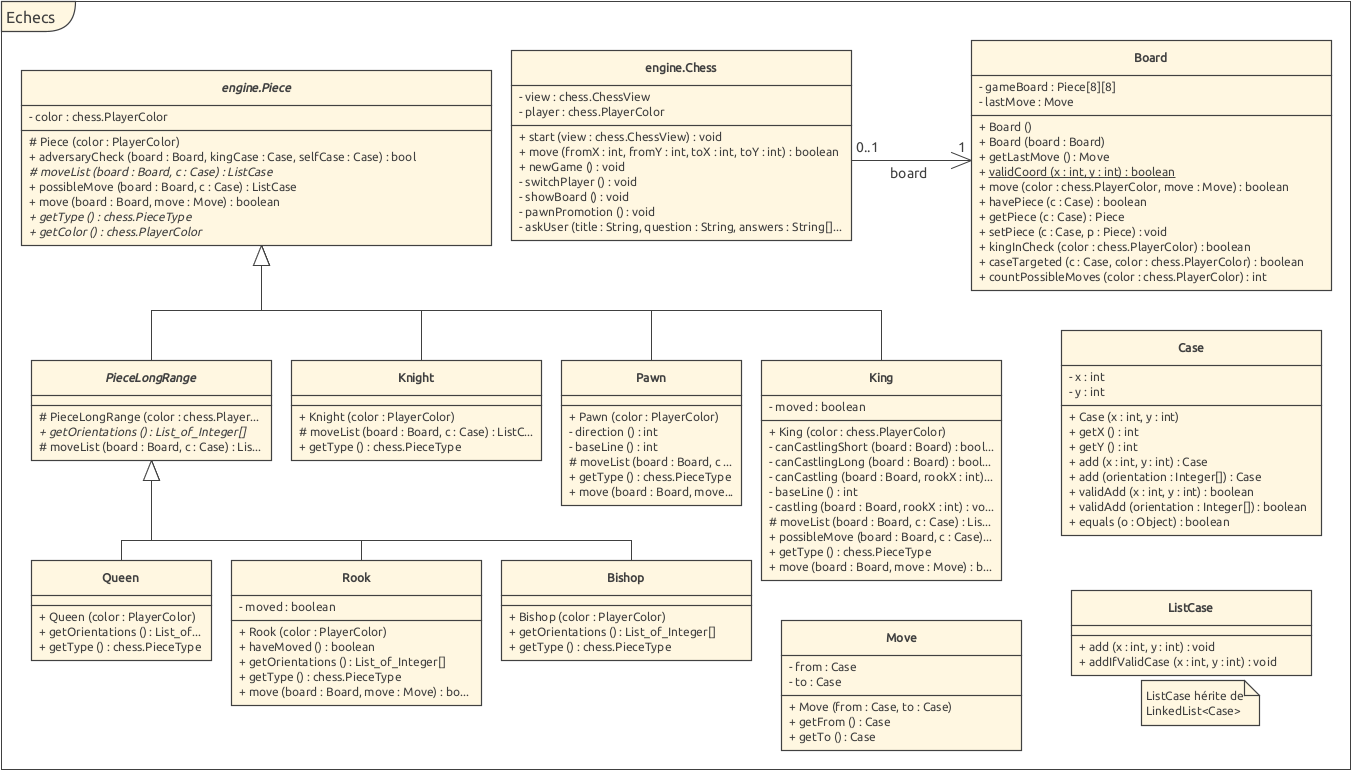 Echecs
engine.Piece
- color : chess.PlayerColor
# Piece (color : PlayerColor)
+ adversaryCheck (board : Board, kingCase : Case, selfCase : Case) : bool
# moveList (board : Board, c : Case) : ListCase
+ possibleMove (board : Board, c : Case) : ListCase
+ move (board : Board, move : Move) : boolean
+ getType () : chess.PieceType
+ getColor () : chess.PlayerColor
engine.Chess
- view : chess.ChessView
- player : chess.PlayerColor
+ start (view : chess.ChessView) : void
+ move (fromX : int, fromY : int, toX : int, toY : int) : boolean
+ newGame () : void
- switchPlayer () : void
- showBoard () : void
- pawnPromotion () : void
- askUser (title : String, question : String, answers : String[]...
0..1
1
board
Board
- gameBoard : Piece[8][8]
- lastMove : Move
+ Board ()
+ Board (board : Board)
+ getLastMove () : Move
+ validCoord (x : int, y : int) : boolean
+ move (color : chess.PlayerColor, move : Move) : boolean
+ havePiece (c : Case) : boolean
+ getPiece (c : Case) : Piece
+ setPiece (c : Case, p : Piece) : void
+ kingInCheck (color : chess.PlayerColor) : boolean
+ caseTargeted (c : Case, color : chess.PlayerColor) : boolean
+ countPossibleMoves (color : chess.PlayerColor) : int
PieceLongRange
# PieceLongRange (color : chess.Player...
+ getOrientations () : List_of_Integer[]
# moveList (board : Board, c : Case) : Lis...
Knight
+ Knight (color : PlayerColor)
# moveList (board : Board, c : Case) : ListC...
+ getType () : chess.PieceType
Pawn
+ Pawn (color : PlayerColor)
- direction () : int
- baseLine () : int
# moveList (board : Board, c ...
+ getType () : chess.PieceType
+ move (board : Board, move...
King
- moved : boolean
+ King (color : chess.PlayerColor)
- canCastlingShort (board : Board) : bool...
- canCastlingLong (board : Board) : bool...
- canCastling (board : Board, rookX : int)...
- baseLine () : int
- castling (board : Board, rookX : int) : vo...
# moveList (board : Board, c : Case) : Lis...
+ possibleMove (board : Board, c : Case)...
+ getType () : chess.PieceType
+ move (board : Board, move : Move) : b...
Case
- x : int
- y : int
+ Case (x : int, y : int)
+ getX () : int
+ getY () : int
+ add (x : int, y : int) : Case
+ add (orientation : Integer[]) : Case
+ validAdd (x : int, y : int) : boolean
+ validAdd (orientation : Integer[]) : boolean
+ equals (o : Object) : boolean
Queen
+ Queen (color : PlayerColor)
+ getOrientations () : List_of...
+ getType () : chess.PieceType
Rook
- moved : boolean
+ Rook (color : PlayerColor)
+ haveMoved () : boolean
+ getOrientations () : List_of_Integer[]
+ getType () : chess.PieceType
+ move (board : Board, move : Move) : bo...
Bishop
+ Bishop (color : PlayerColor)
+ getOrientations () : List_of_Integer[]
+ getType () : chess.PieceType
Move
- from : Case
- to : Case
+ Move (from : Case, to : Case)
+ getFrom () : Case
+ getTo () : Case
ListCase
+ add (x : int, y : int) : void
+ addIfValidCase (x : int, y : int) : void
ListCase hérite de
LinkedList<Case>